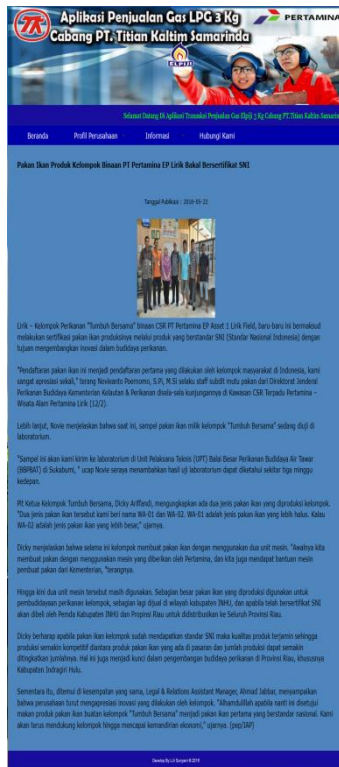 Aplikasi Penjualan Gas LPG 3 Kg
Cabang PT. Titian Kaltim Samarinda
PERTAMINA
TK
ELPIJI
Selamat Datang Di Aplikasi Transaksi Penjualan Gas Elpiji 3 Kg Cabang PT.Titian Kaltim Samarin
Beranda Profil Perusahaan Informasi Hubungi Kami
Pakan Ikan Produk Kelompok Binaan PT Pertamina EP Lirik Bakal Bersertifikat SNI
Tanggal Publikasi : 2016-05-23
Lirik – Kelompok Perikanan "Tumbuh Bersama" binaan CSR PT Pertamina EP Asset 1 Lirik Field, baru-baru ini bermaksud
melakukan sertifikasi pakan ikan produksinya melalui produk yang berstandar SNI (Standar Nasional Indonesia) dengan
tujuan mengembangkan inovasi dalam budidaya perikanan.
"Pendaftaran pakan ikan ini menjadi pendaftaran pertama yang dilakukan oleh kelompok masyarakat di Indonesia, kami
sangat apresiasi sekali," terang Novieanto Paernomo, S.Pi, M.Si selaku staff subdit mutu pakan dari Direktorat Jenderal
Perikanan Budidaya Kementerian Kelautan & Perikanan disela-sela kunjungannya di Kawasan CSR Terpadu Pertamina –
Wisata Alam Pertamina Lirik (12/2).
Lebih lanjut, Novie menjelaskan bahwa saat ini, sampel pakan ikan milik kelompok "Tumbuh Bersama" sedang diuji di
laboratorium.
"Sampel ini akan kami kirim ke laboratorium di Unit Pelaksana Teknis (UPT) Balai Besar Perikanan Budidaya Air Tawar
(BBPBAT) di Sukabumi, " ucap Novie seraya menambahkan hasil uji laboratorium dapat diketahui sekitar tiga minggu
kedepan.
Plt Ketua Kelompok Tumbuh Bersama, Dicky Ariffandi, mengungkapkan ada dua jenis pakan ikan yang diproduksi kelompok.
"Dua jenis pakan ikan tersebut kami beri nama WA-01 dan WA-02. WA-01 adalah jenis pakan ikan yang lebih halus. Kalau
WA-02 adalah jenis pakan ikan yang lebih besar," ujarnya.
Dicky menjelaskan bahwa selama ini kelompok membuat pakan ikan dengan menggunakan dua unit mesin. "Awalnya kita
membuat pakan dengan menggunakan mesin yang diberikan oleh Pertamina, dan kita juga mendapat bantuan mesin
pembuat pakan dari Kementerian, "terangnya.
Hingga kini dua unit mesin tersebut masih digunakan. Sebagian besar pakan ikan yang diproduksi digunakan untuk
pembudidayaan perikanan kelompok, sebagian lagi dijual di wilayah kabupaten INHU, dan apabila telah bersertifikat SNI
akan dibeli oleh Pemda Kabupaten INHU dan Propinsi Riau untuk didistribusikan ke Seluruh Provinsi Riau.
Dicky berharap apabila pakan ikan kelompok sudah mendapatkan standar SNI maka kualitas produk terjamin sehingga
produksi semakin kompetitif diantara produk pakan ikan yang ada di pasaran dan jumlah produksi dapat semakin
ditingkatkan jumlahnya. Hal ini juga menjadi kunci dalam pengembangan budidaya perikanan di Provinsi Riau, khususnya
Kabupaten Indragiri Hulu.
Sementara itu, ditemui di kesempatan yang sama, Legal & Relations Assistant Manager, Ahmad Jabbar, menyampaikan
bahwa perusahaan turut mengapresiasi inovasi yang dilakukan oleh kelompok. "Alhamdulillah apabila nanti ini disetujui
makan produk pakan ikan buatan kelompok "Tumbuh Bersama" menjadi pakan ikan pertama yang berstandar nasional. Kami
akan terus mendukung kelompok hingga mencapai kemandirian ekonomi," ujarnya. (pep/IAP)